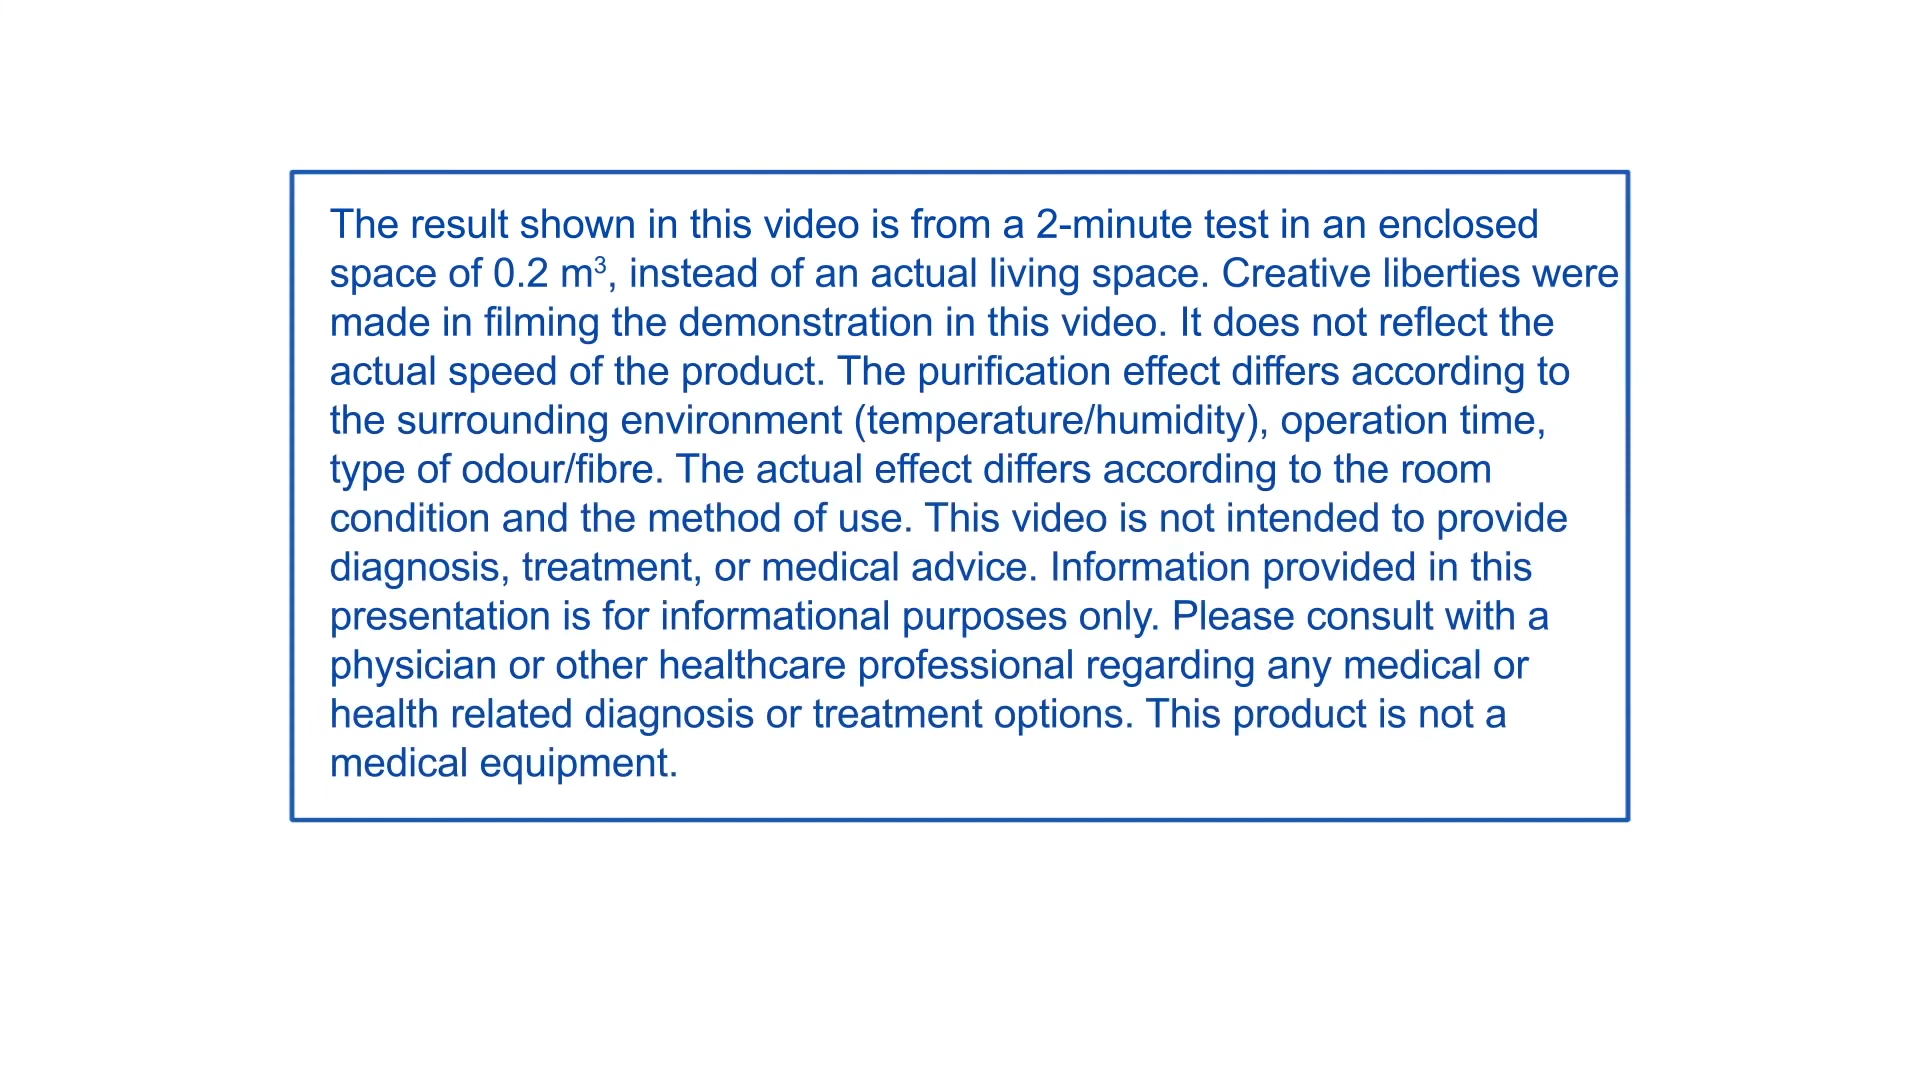 The result shown in this video is from a 2-minute test in an enclosed
space of 0.2 m³, instead of an actual living space. Creative liberties were
made in filming the demonstration in this video. It does not reflect the
actual speed of the product. The purification effect differs according to
the surrounding environment (temperature/humidity), operation time,
type of odour/fibre. The actual effect differs according to the room
condition and the method of use. This video is not intended to provide
diagnosis, treatment, or medical advice. Information provided in this
presentation is for informational purposes only. Please consult with a
physician or other healthcare professional regarding any medical or
health related diagnosis or treatment options. This product is not a
medical equipment.